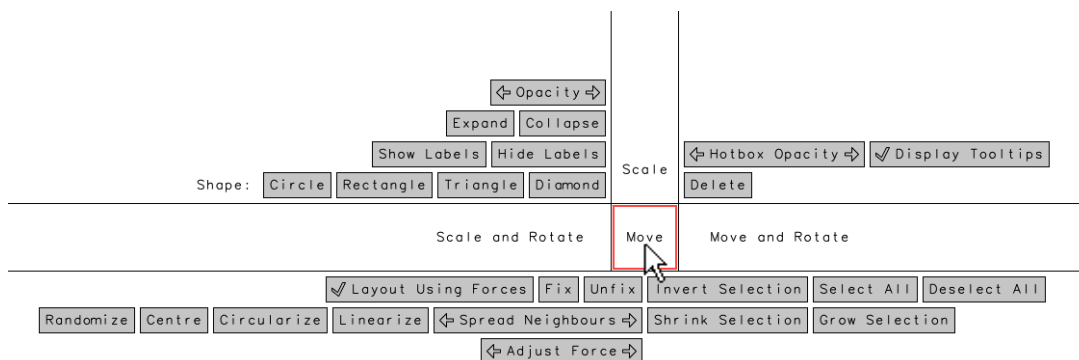 ⇦ Opacity ⇨
Expand Collapse
Show Labels Hide Labels ⇦ Hotbox Opacity ⇨ ✓ Display Tooltips
Scale
Shape: Circle Rectangle Triangle Diamond Delete
Scale and Rotate Move Move and Rotate
✓ Layout Using Forces Fix Unfix Invert Selection Select All Deselect All
Randomize Centre Circularize Linearize ⇦ Spread Neighbours ⇨ Shrink Selection Grow Selection
⇦ Adjust Force ⇨